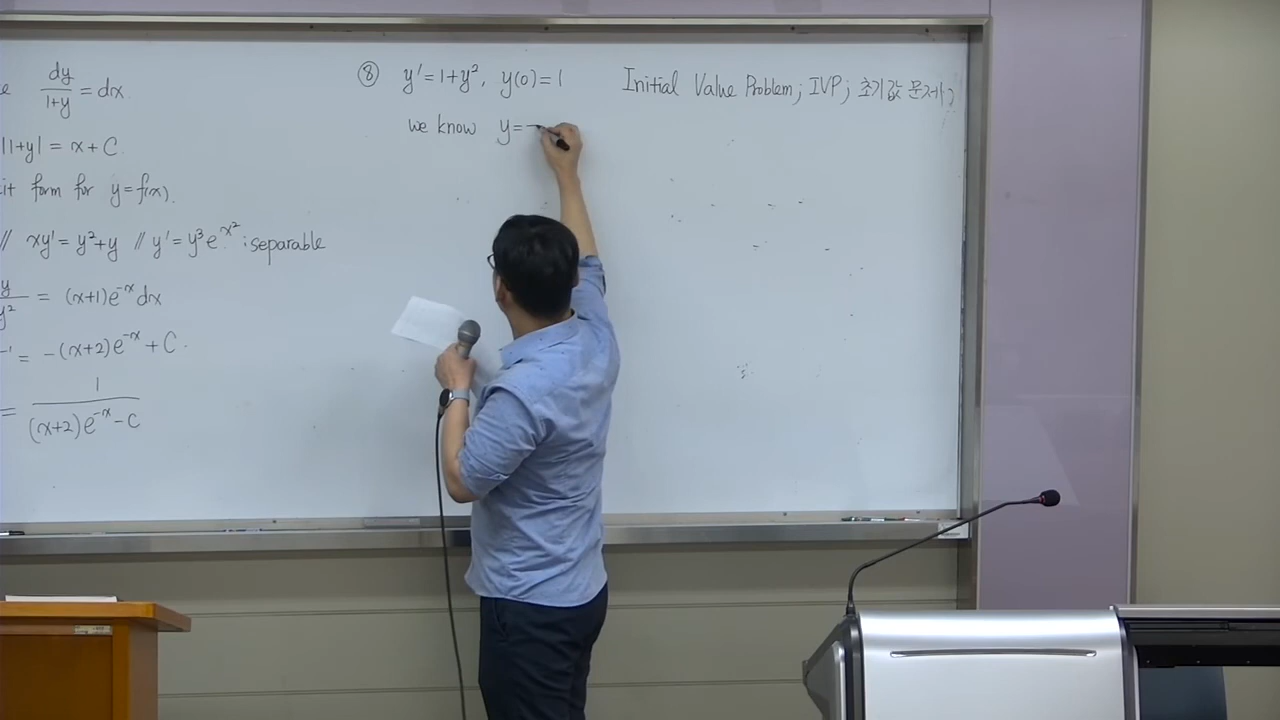 dy/1+y = dx
|1+y| = x + C.
form for y=f(x).
// xy' = y²+y // y' = y³e^x² : separable
y² = (x+1)e^-x dx
-1 = -(x+2)e^-x + C.
= 1/(x+2)e^-x - C
⑧ y' = 1+y², y(0)=1 Initial Value Problem; IVP; 초기값 문제
we know y=